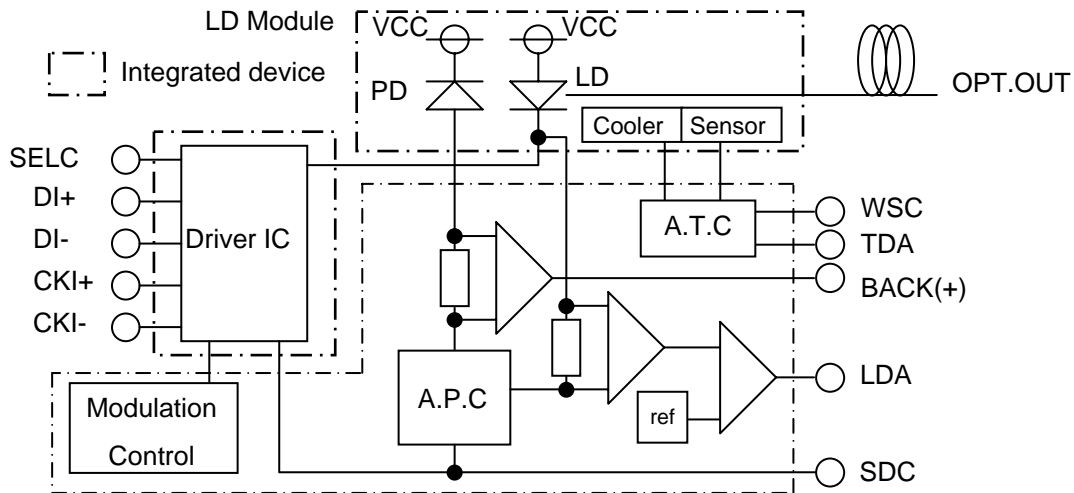 LD Module
VCC
VCC
Integrated device
PD
LD
OPT.OUT
Cooler
Sensor
SELC
DI+
DI-
CKI+
CKI-
Driver IC
A.T.C
WSC
TDA
BACK(+)
A.P.C
ref
LDA
Modulation
Control
SDC